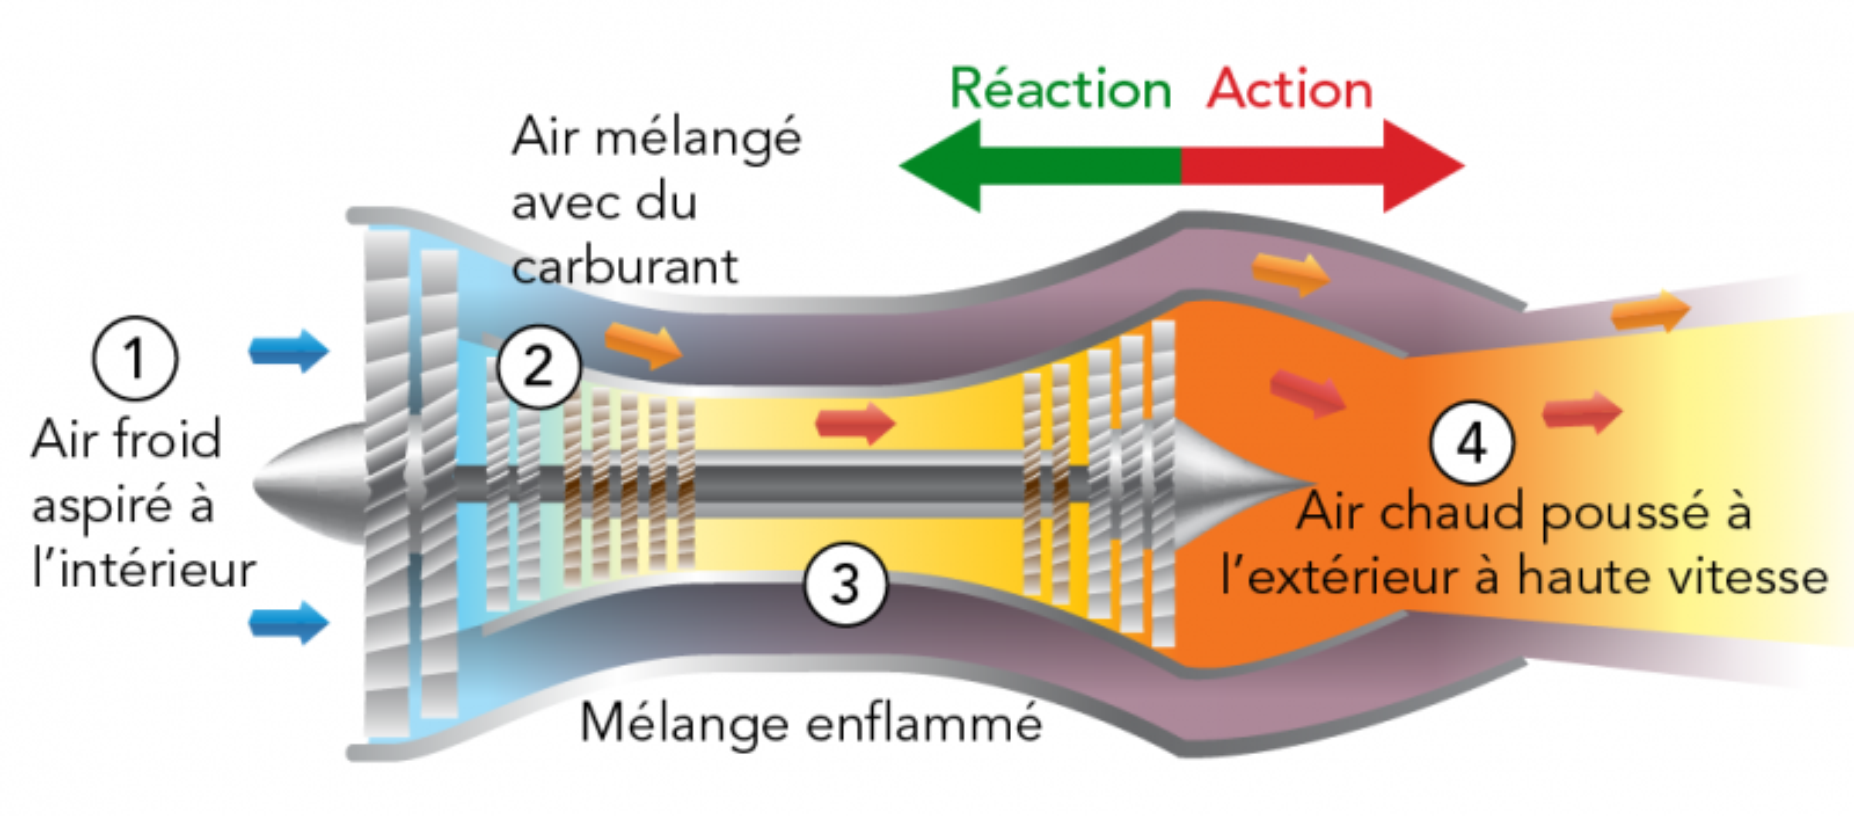 Réaction Action
Air mélangé
avec du
carburant
1
Air froid
aspiré à
l'intérieur
2
3
Mélange enflammé
4
Air chaud poussé à
l'extérieur à haute vitesse